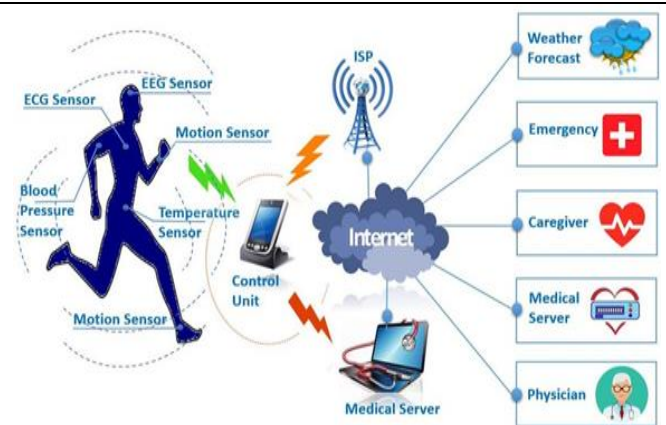 EEG Sensor
ECG Sensor
Motion Sensor
Blood
Pressure
Sensor
Temperature
Sensor
Motion Sensor
Control
Unit
ISP
Internet
Medical Server
Weather
Forecast
Emergency
Caregiver
Medical
Server
Physician